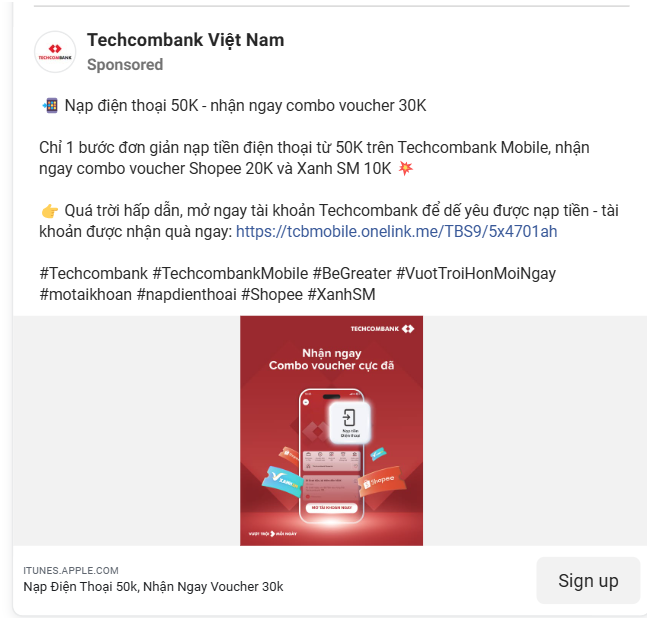 Techcombank Việt Nam
TECHCOMBANK
Sponsored
📲 Nạp điện thoại 50K - nhận ngay combo voucher 30K
Chỉ 1 bước đơn giản nạp tiền điện thoại từ 50K trên Techcombank Mobile, nhận
ngay combo voucher Shopee 20K và Xanh SM 10K 💥
👉 Quá trời hấp dẫn, mở ngay tài khoản Techcombank để dế yêu được nạp tiền - tài
khoản được nhận quà ngay: https://tcbmobile.onelink.me/TBS9/5x4701ah
#Techcombank #TechcombankMobile #BeGreater #VuotTroiHonMoiNgay
#motaikhoan #napdienthoai #Shopee #XanhSM
TECHCOMBANK
Nhận ngay
Combo voucher cực đã
Nạp tiền
điện thoại
Shopee
MỞ TÀI KHOẢN NGAY
VƯỢT TRỘI MỖI NGÀY
ITUNES.APPLE.COM
Nạp Điện Thoại 50k, Nhận Ngay Voucher 30k
Sign up